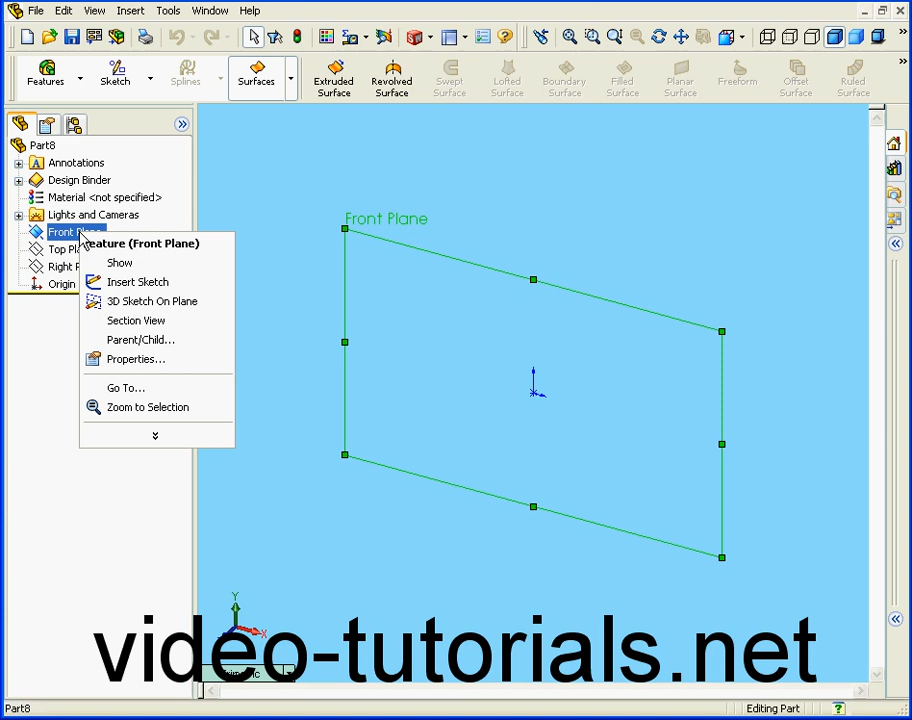 File Edit View Insert Tools Window Help
Features Sketch Splines Surfaces Extruded Surface Revolved Surface Swept Surface Lofted Surface Boundary Surface Filled Surface Planar Surface Freeform Offset Surface Ruled Surface
Part8
Annotations
Design Binder
Material <not specified>
Lights and Cameras
Front Plane
Top Pl
Right P
Origin
Feature (Front Plane)
Show
Insert Sketch
3D Sketch On Plane
Section View
Parent/Child...
Properties...
Go To...
Zoom to Selection
Front Plane
Y
X
video-tutorials.net
Part8
Editing Part